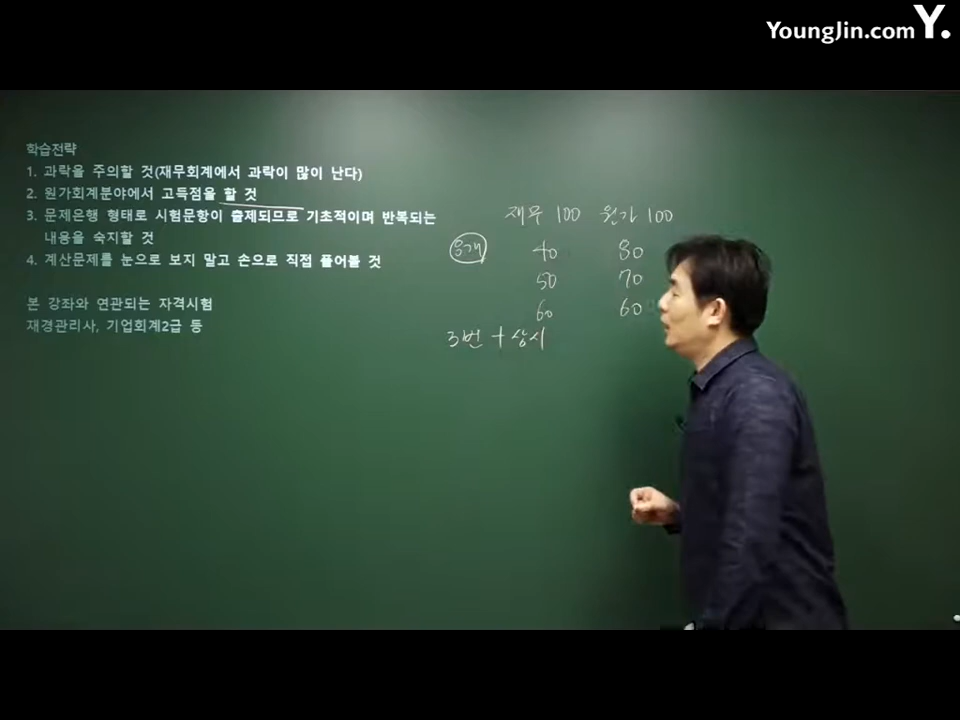 YoungJin.com Y.
학습전략
1. 과락을 주의할 것(재무회계에서 과락이 많이 난다)
2. 원가회계분야에서 고득점을 할 것
3. 문제은행 형태로 시험문항이 출제되므로 기초적이며 반복되는
내용을 숙지할 것
4. 계산문제를 눈으로 보지 말고 손으로 직접 풀어볼 것
본 강좌와 연관되는 자격시험
재경관리사, 기업회계2급 등
재무 100 원가 100
40 80
50 70
60 60
3번 + 상시